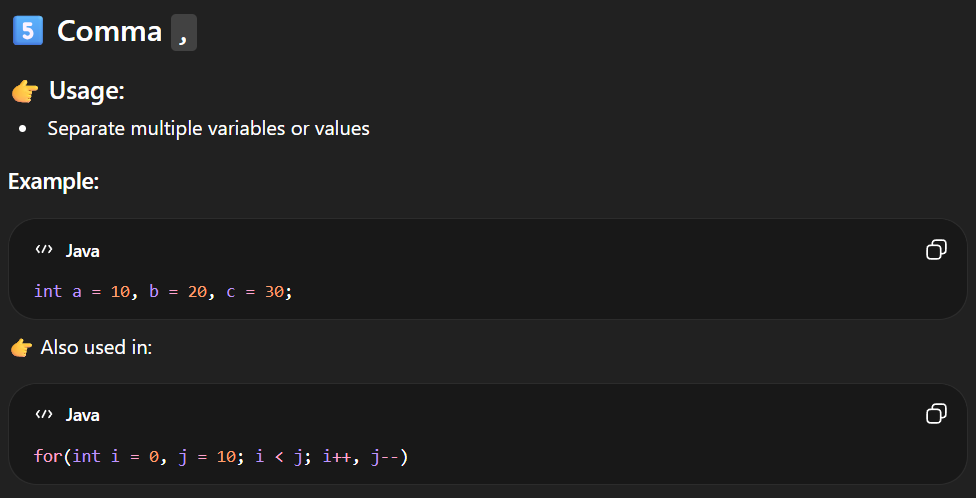 5 Comma ,
👉 Usage:
• Separate multiple variables or values
Example:
</> Java
int a = 10, b = 20, c = 30;
👉 Also used in:
</> Java
for(int i = 0, j = 10; i < j; i++, j--)